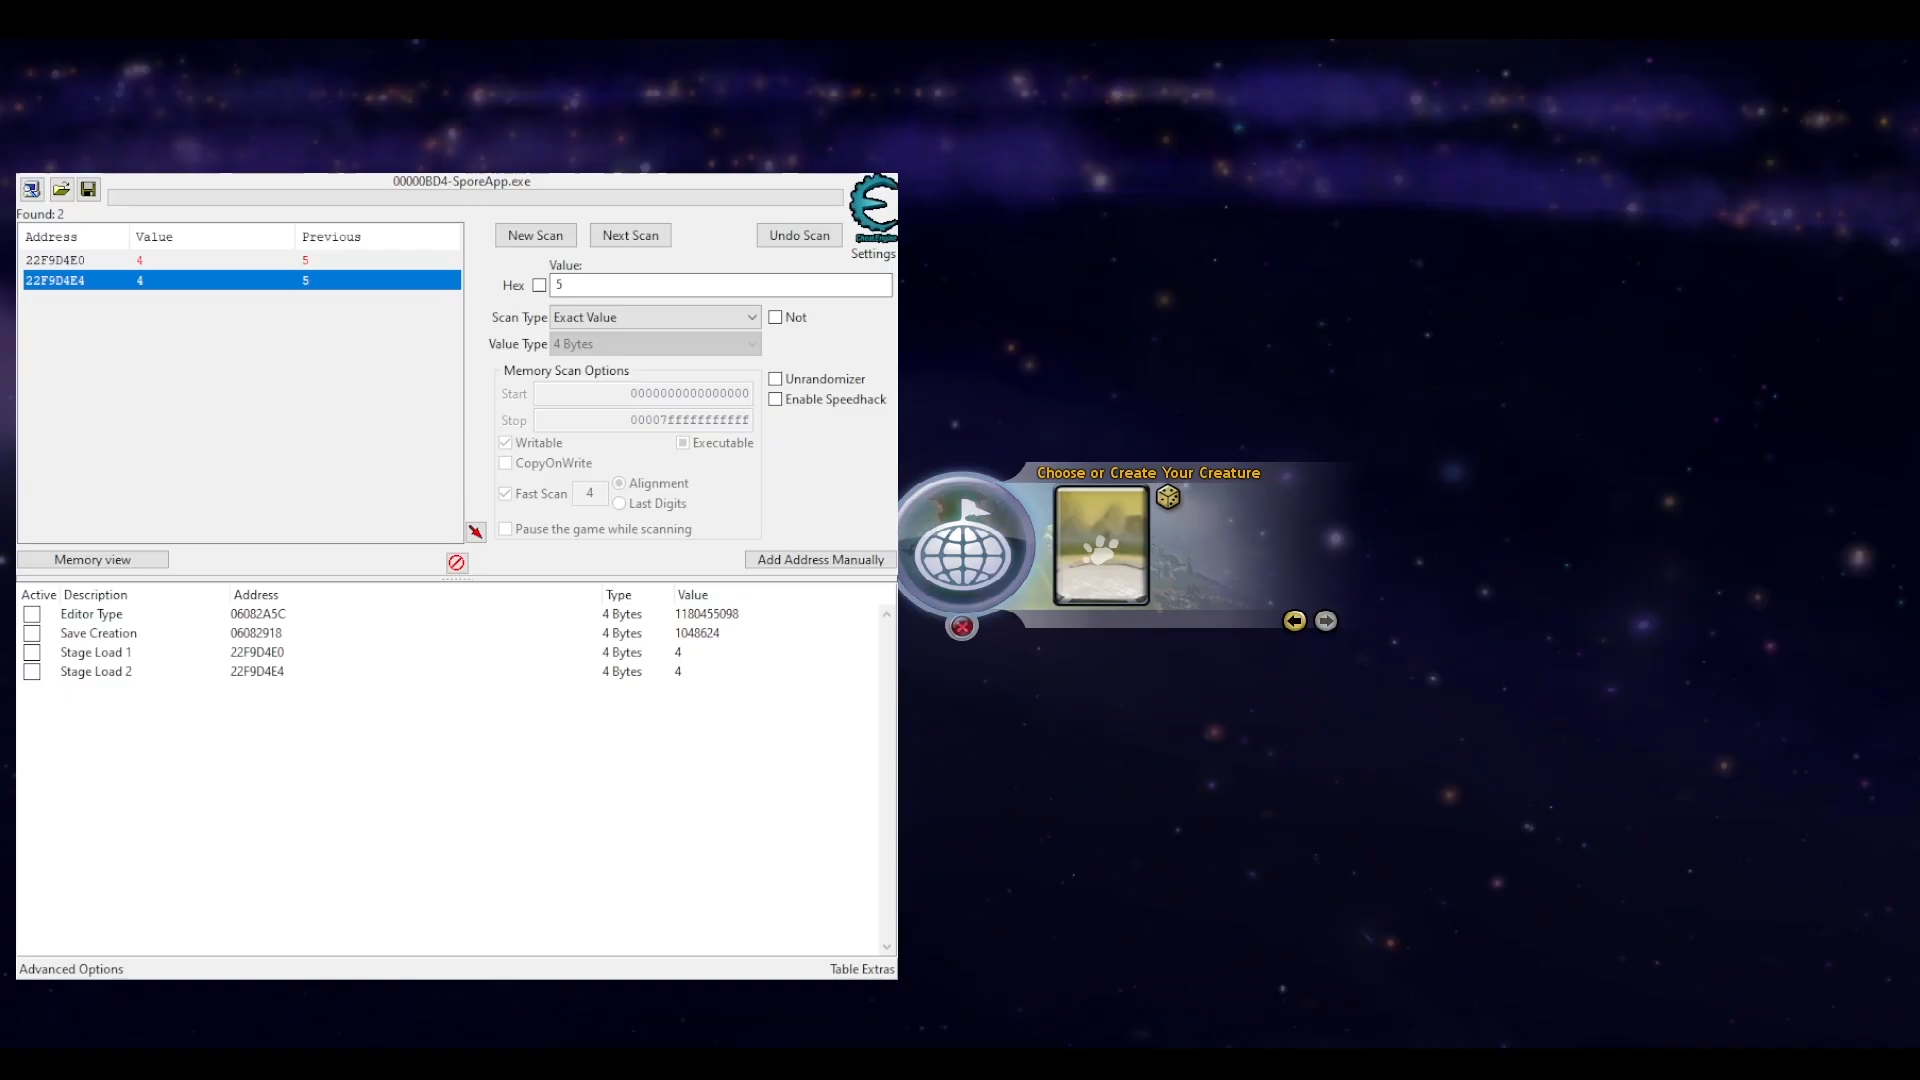 00000BD4-SporeApp.exe
Found: 2
Address Value Previous
22F9D4E0 4 5
22F9D4E4 4 5
New Scan Next Scan Undo Scan
Cheat Engine
Settings
Value:
Hex 5
Scan Type Exact Value Not
Value Type 4 Bytes
Memory Scan Options
Start 0000000000000000
Stop 00007fffffffffff
Unrandomizer
Enable Speedhack
Writable Executable
CopyOnWrite
Fast Scan 4 Alignment
Last Digits
Pause the game while scanning
Memory view Add Address Manually
Active Description Address Type Value
Editor Type 06082A5C 4 Bytes 1180455098
Save Creation 06082918 4 Bytes 1048624
Stage Load 1 22F9D4E0 4 Bytes 4
Stage Load 2 22F9D4E4 4 Bytes 4
Advanced Options Table Extras
Choose or Create Your Creature